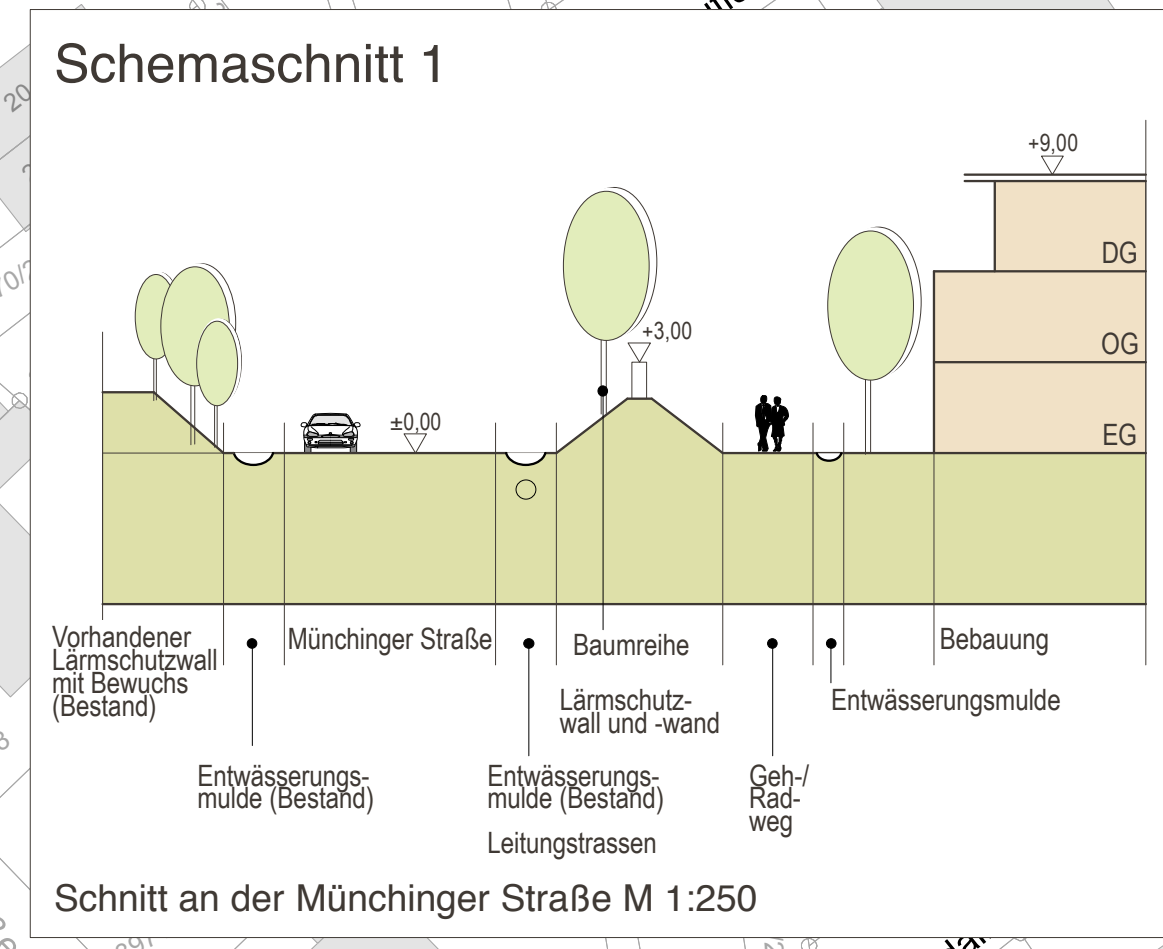 Schemaschnitt 1
+9,00
DG
+3,00
OG
±0,00
EG
Vorhandener
Lärmschutzwall
mit Bewuchs
(Bestand)
Münchinger Straße
Baumreihe
Bebauung
Lärmschutz-
wall und -wand
Entwässerungsmulde
Entwässerungs-
mulde (Bestand)
Entwässerungs-
mulde (Bestand)
Leitungstrassen
Geh-/
Rad-
weg
Schnitt an der Münchinger Straße M 1:250